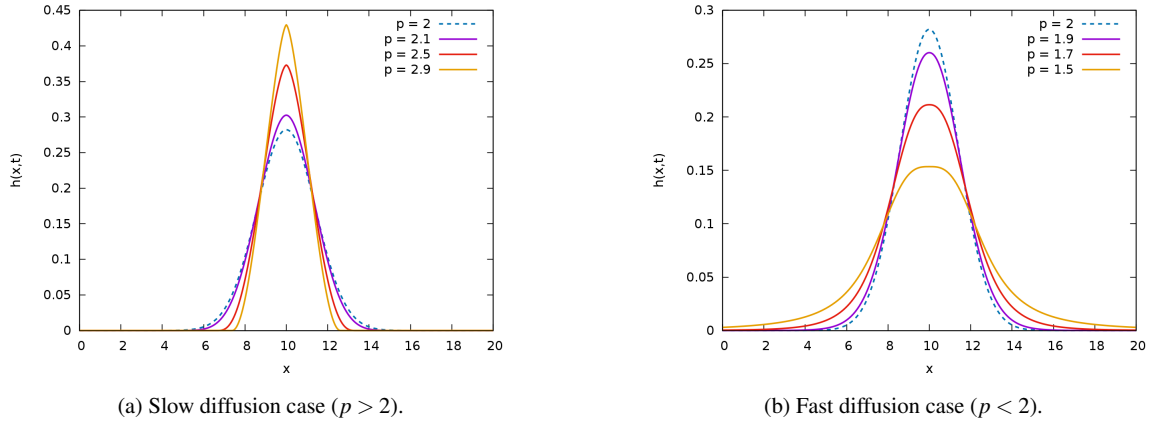 0.45
0.4
0.35
0.3
0.25
0.2
0.15
0.1
0.05
0
h(x,t)
p = 2
p = 2.1
p = 2.5
p = 2.9
0 2 4 6 8 10 12 14 16 18 20
x
(a) Slow diffusion case (p > 2).
0.3
0.25
0.2
0.15
0.1
0.05
0
h(x,t)
p = 2
p = 1.9
p = 1.7
p = 1.5
0 2 4 6 8 10 12 14 16 18 20
x
(b) Fast diffusion case (p < 2).